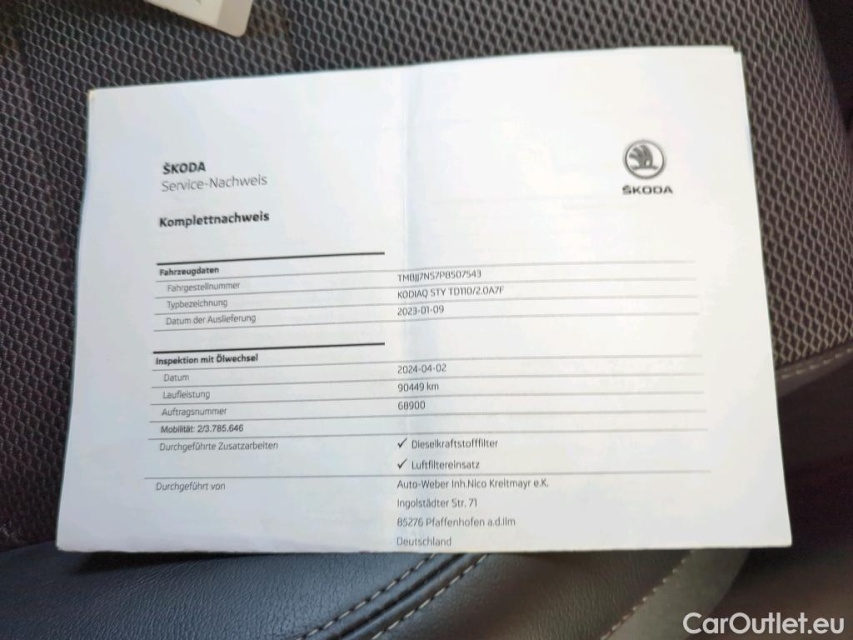 ŠKODA
Service-Nachweis
ŠKODA
Komplettnachweis
Fahrzeugdaten
Fahrgestellnummer TMBJJ7NS7P8507543
Typbezeichnung KODIAQ STY TD110/2.0A7F
Datum der Auslieferung 2023-01-09
Inspektion mit Ölwechsel
Datum 2024-04-02
Laufleistung 90449 km
Auftragsnummer 68900
Mobilität: 2/3.785.646
Durchgeführte Zusatzarbeiten ✓ Dieselkraftstofffilter
✓ Luftfiltereinsatz
Durchgeführt von Auto-Weber Inh.Nico Kreitmayr e.K.
Ingolstädter Str. 71
85276 Pfaffenhofen a.d.Ilm
Deutschland
CarOutlet.eu